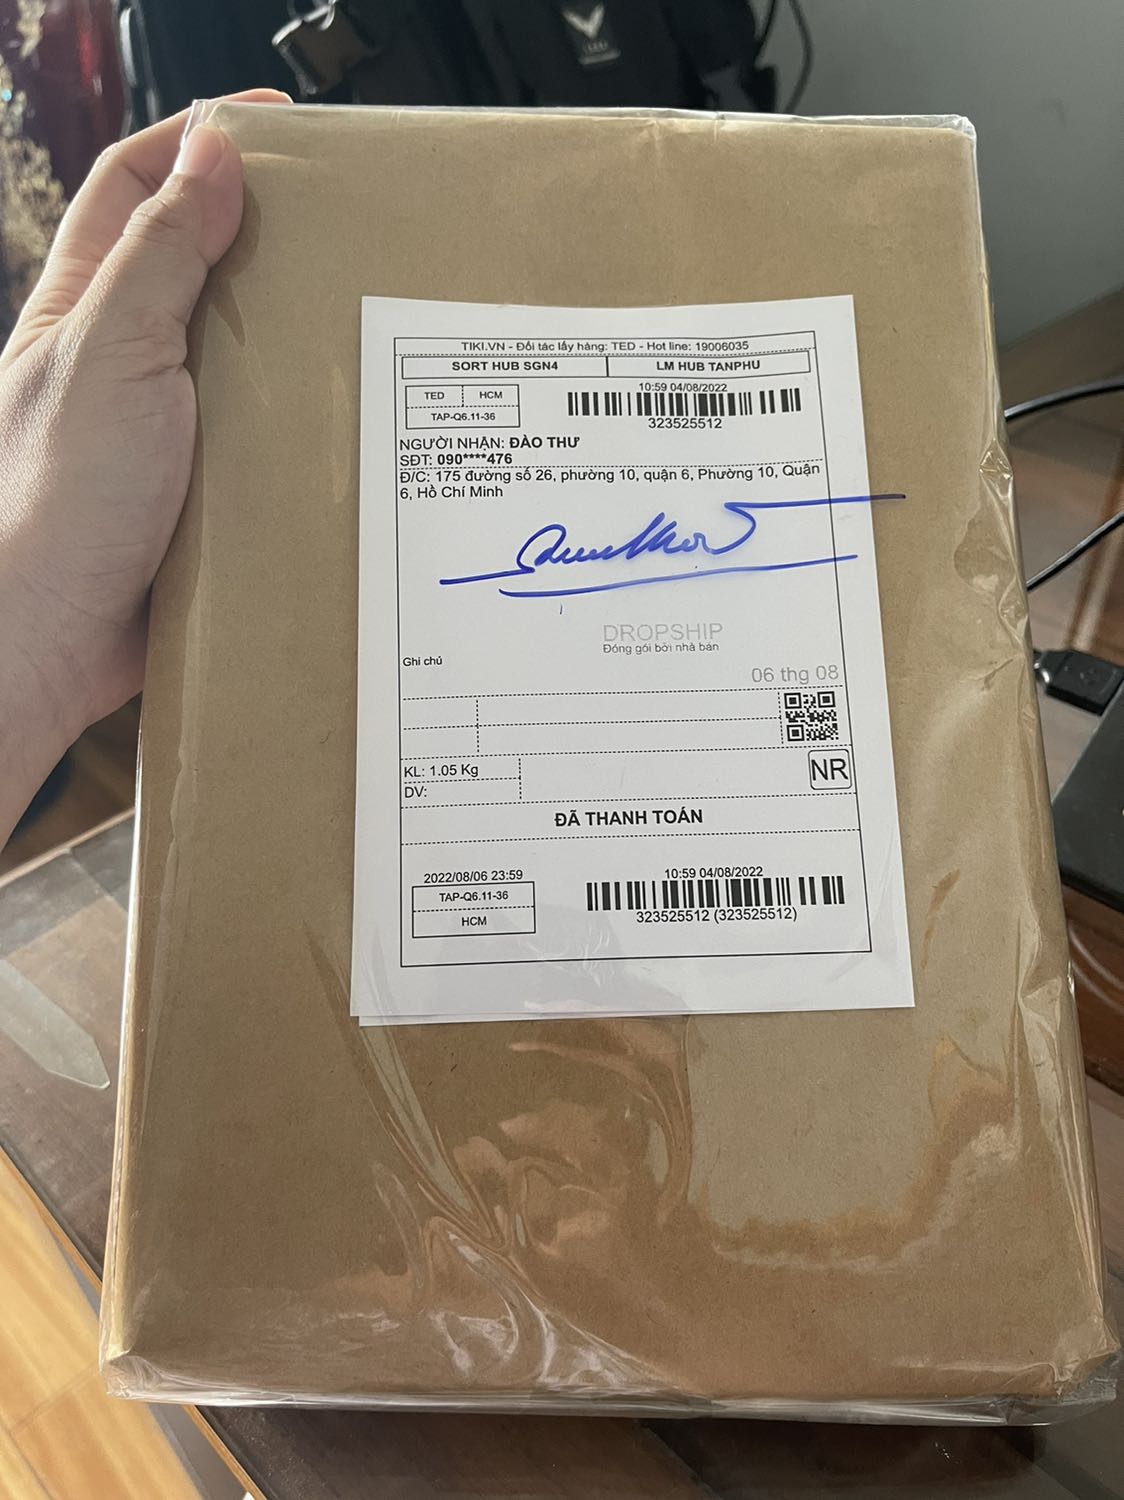 TIKI.VN - Đối tác lấy hàng: TED - Hot line: 19006035
SORT HUB SGN4 LM HUB TANPHU
TED HCM
TAP-Q6.11-36
10:59 04/08/2022
323525512
NGƯỜI NHẬN: ĐÀO THƯ
SĐT: 090****476
Đ/C: 175 đường số 26, phường 10, quận 6, Phường 10, Quận
6, Hồ Chí Minh
DROPSHIP
Đóng gói bởi nhà bán
Ghi chú
06 thg 08
KL: 1.05 Kg
DV:
NR
ĐÃ THANH TOÁN
2022/08/06 23:59
TAP-Q6.11-36
HCM
10:59 04/08/2022
323525512 (323525512)